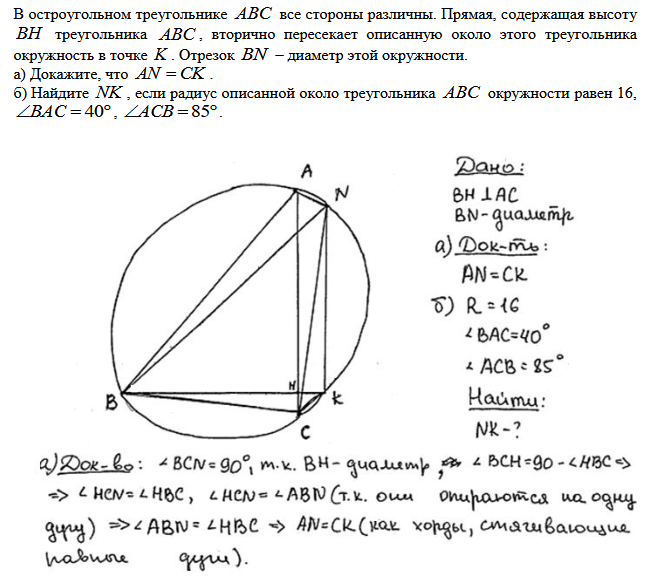 В остроугольном треугольнике ABC все стороны различны. Прямая, содержащая высоту
BH треугольника ABC, вторично пересекает описанную около этого треугольника
окружность в точке K. Отрезок BN – диаметр этой окружности.
а) Докажите, что AN = CK.
б) Найдите NK, если радиус описанной около треугольника ABC окружности равен 16,
∠BAC = 40°, ∠ACB = 85°.
A
N
B
H
K
C
Дано:
BH ⊥ AC
BN - диаметр
а) Док-ть:
AN = CK
б) R = 16
∠BAC = 40°
∠ACB = 85°
Найти:
NK - ?
а) Док-во: ∠BCN = 90°, т.к. BH - диаметр, ∠BCH = 90 - ∠HBC ⇒
⇒ ∠HCN = ∠HBC, ∠HCN = ∠ABN (т.к. они опираются на одну
дугу) ⇒ ∠ABN = ∠HBC ⇒ AN = CK (как хорды, стягивающие
равные дуги).